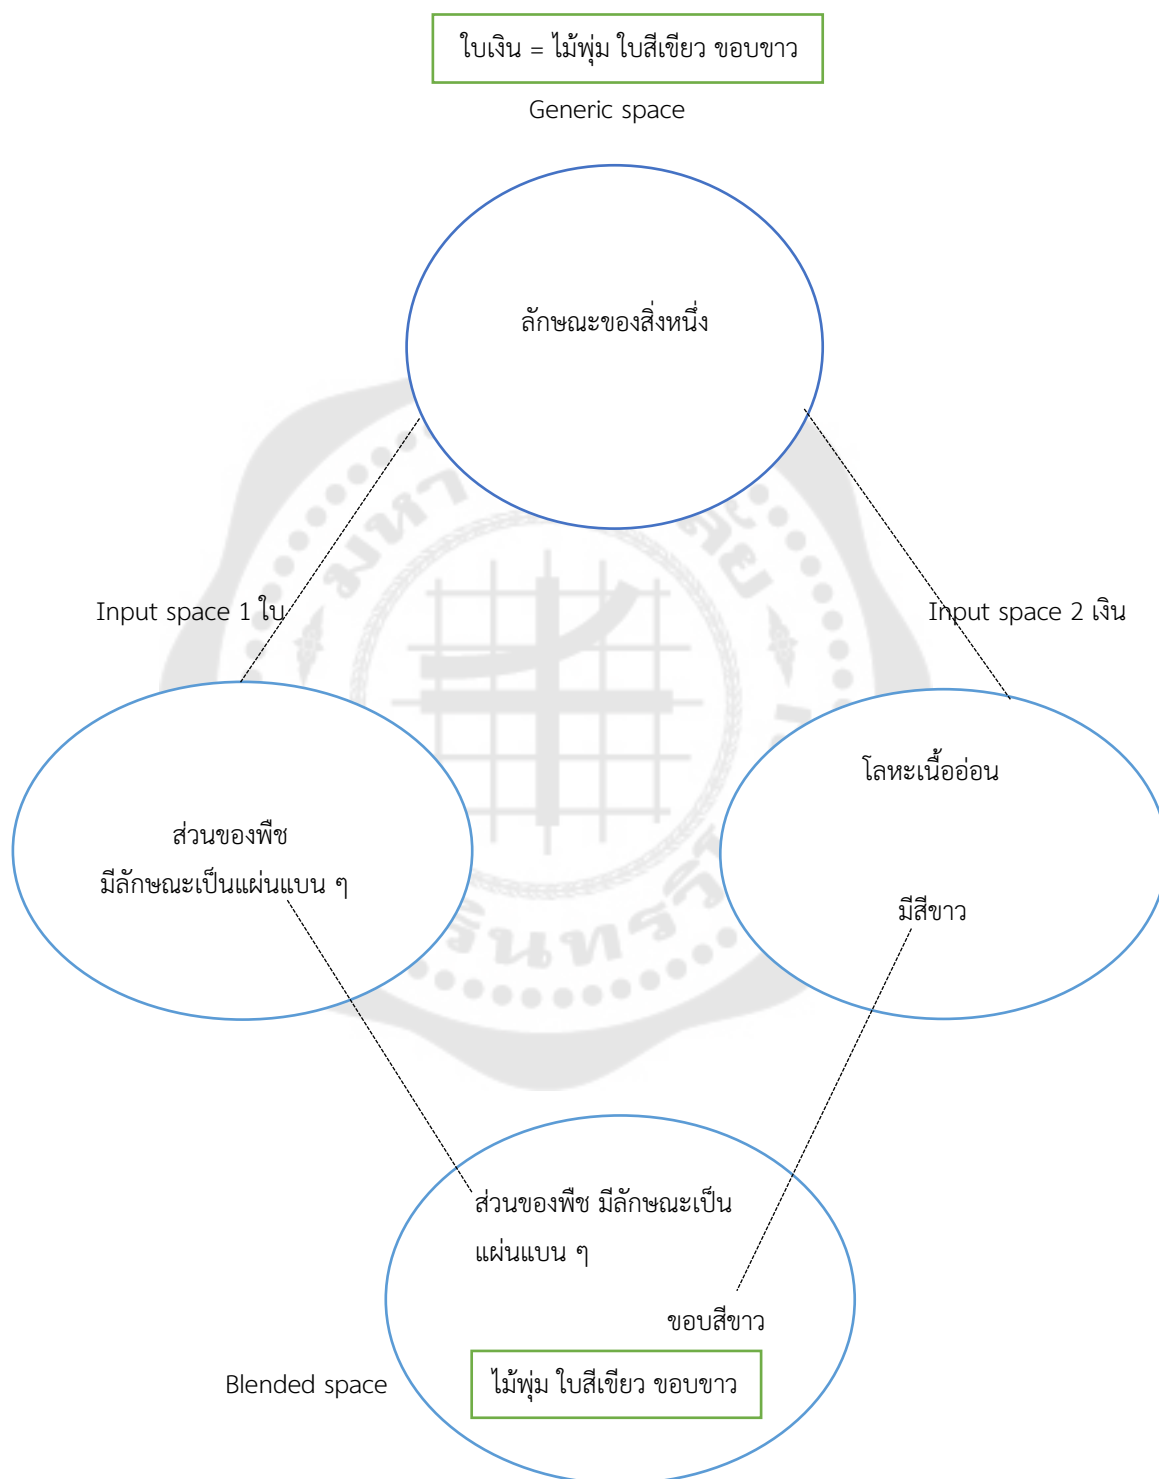 ใบเงิน = ไม้พุ่ม ใบสีเขียว ขอบขาว
Generic space
ลักษณะของสิ่งหนึ่ง
Input space 1 ใบ
Input space 2 เงิน
โลหะเนื้ออ่อน
ส่วนของพืช
มีลักษณะเป็นแผ่นแบน ๆ
มีสีขาว
ส่วนของพืช มีลักษณะเป็น
แผ่นแบน ๆ
ขอบสีขาว
Blended space
ไม้พุ่ม ใบสีเขียว ขอบขาว